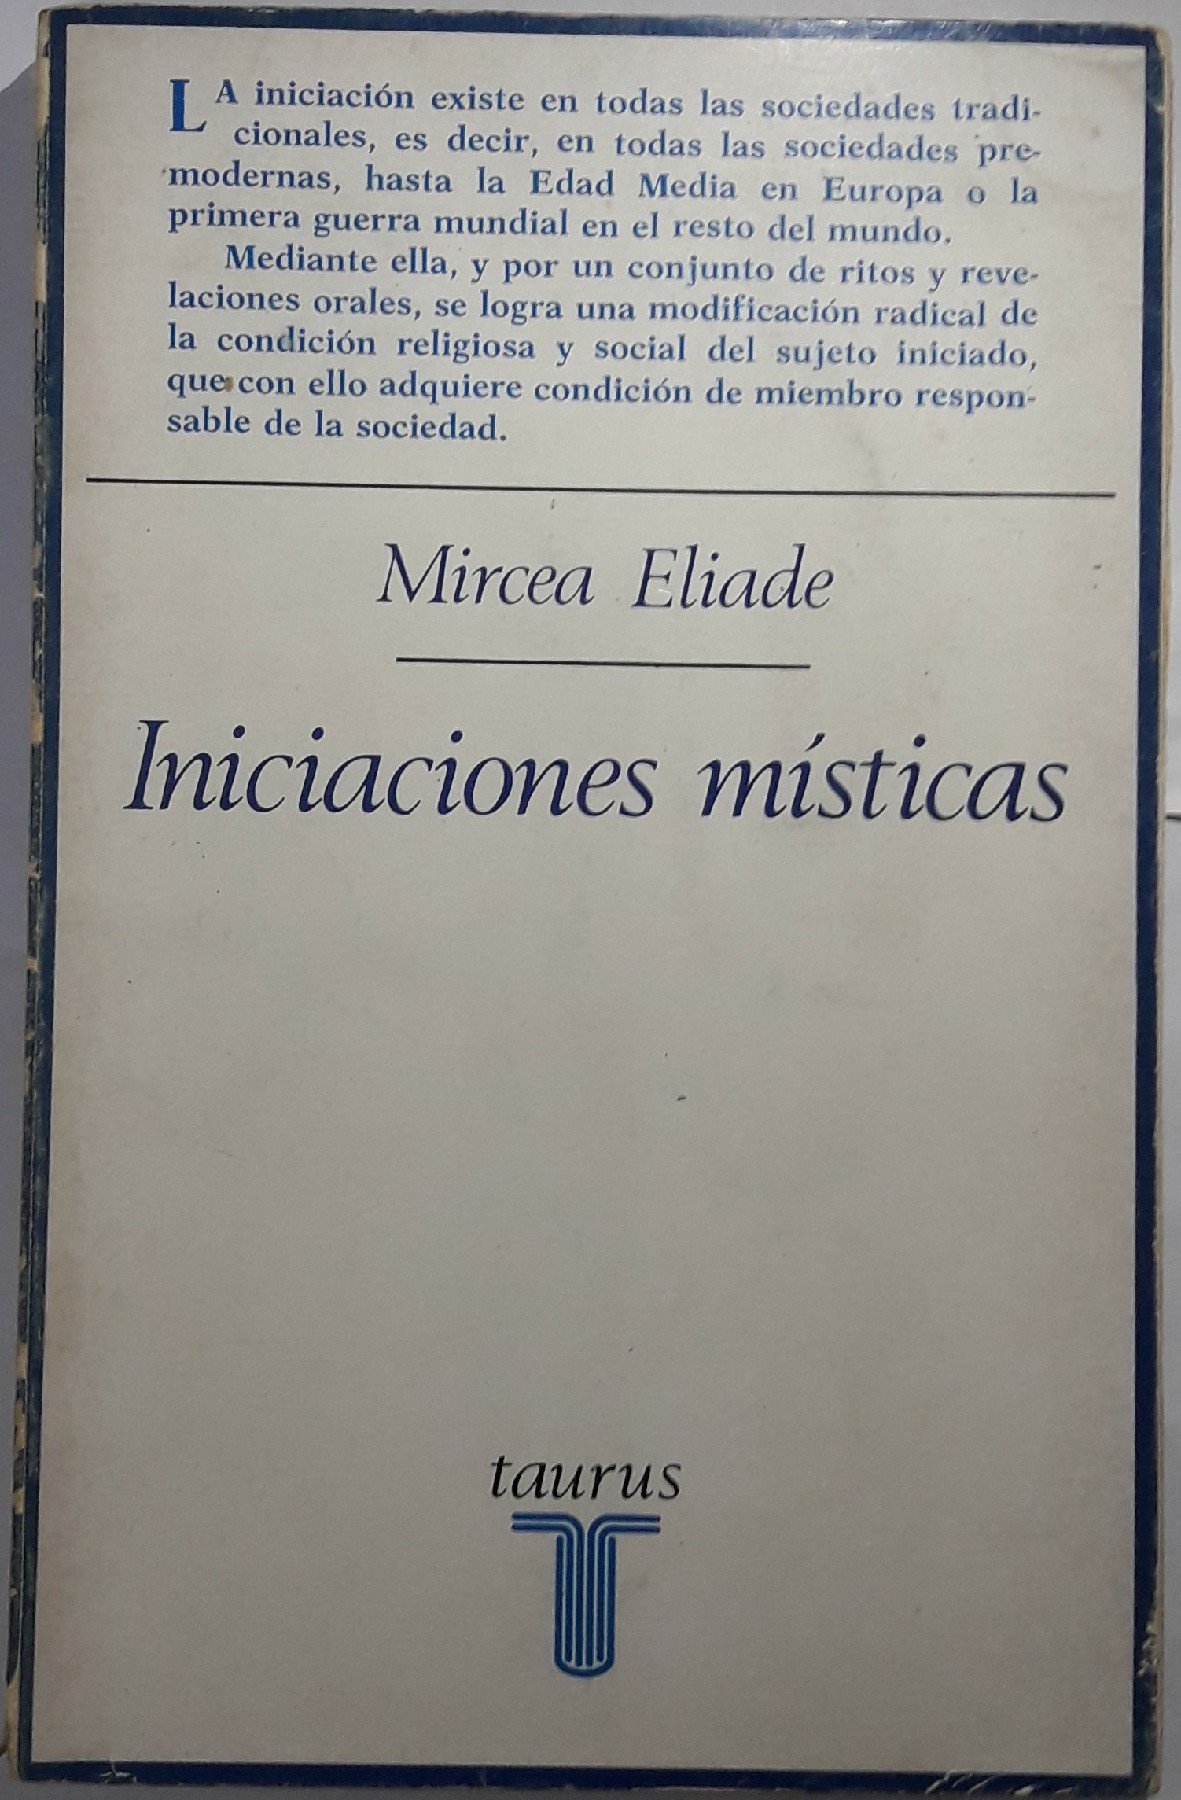 LA iniciación existe en todas las sociedades tradi-
cionales, es decir, en todas las sociedades pre-
modernas, hasta la Edad Media en Europa o la
primera guerra mundial en el resto del mundo.
Mediante ella, y por un conjunto de ritos y reve-
laciones orales, se logra una modificación radical de
la condición religiosa y social del sujeto iniciado,
que con ello adquiere condición de miembro respon-
sable de la sociedad.
Mircea Eliade
Iniciaciones místicas
taurus